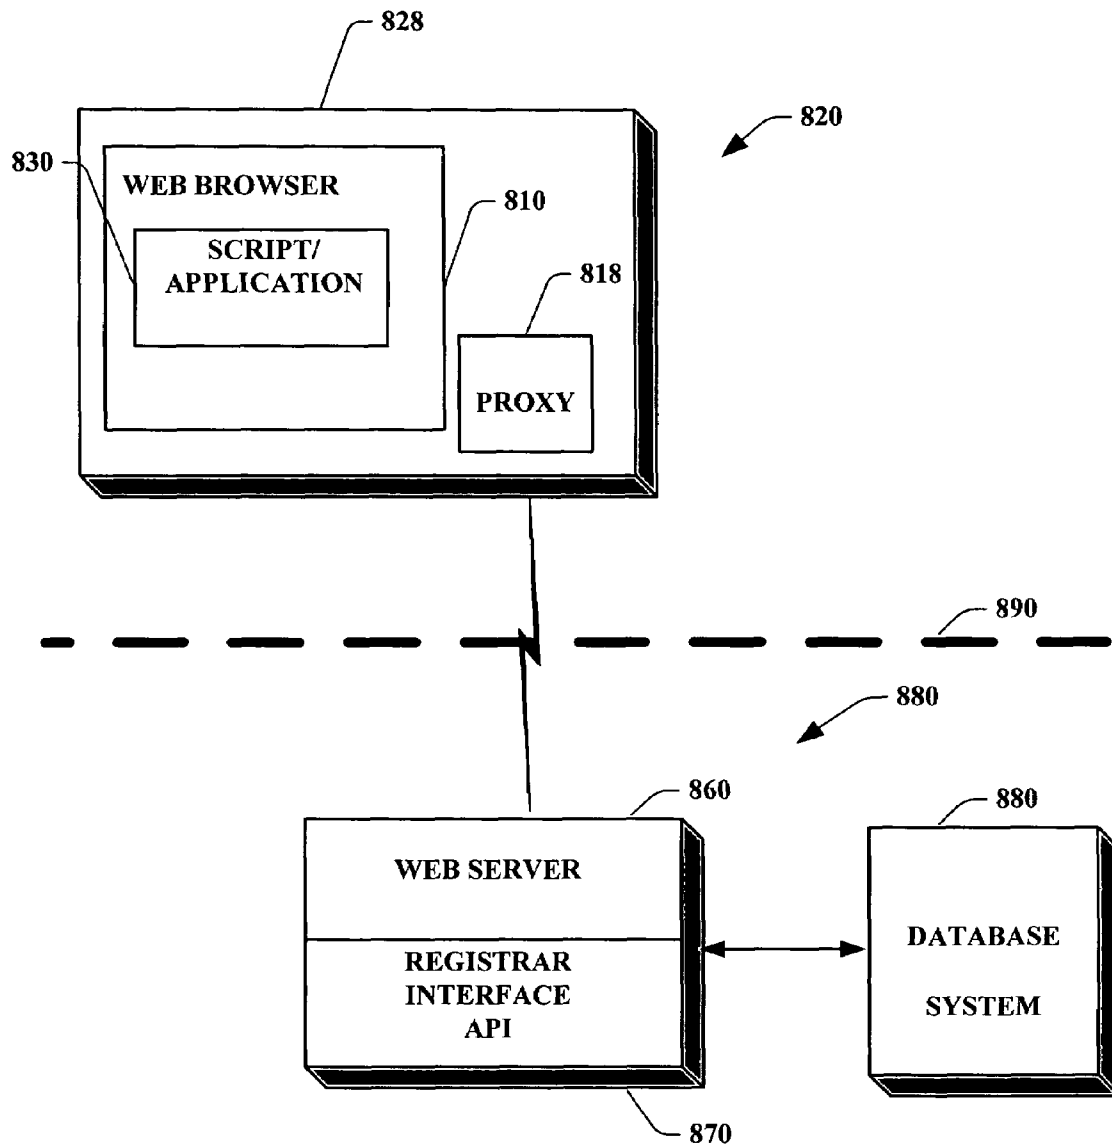 828
820
830
WEB BROWSER
810
SCRIPT/
APPLICATION
818
PROXY
890
880
860
880
WEB SERVER
DATABASE
SYSTEM
REGISTRAR
INTERFACE
API
870